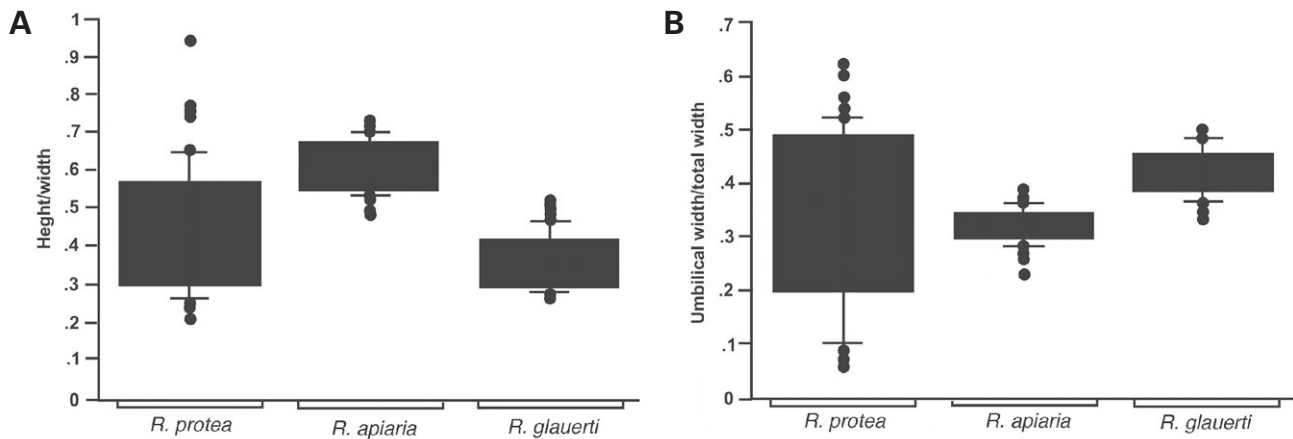 A
Heght/width
1
.9
.8
.7
.6
.5
.4
.3
.2
.1
0
R. protea
R. apiaria
R. glauerti
B
Umbilical width/total width
.7
.6
.5
.4
.3
.2
.1
0
R. protea
R. apiaria
R. glauerti